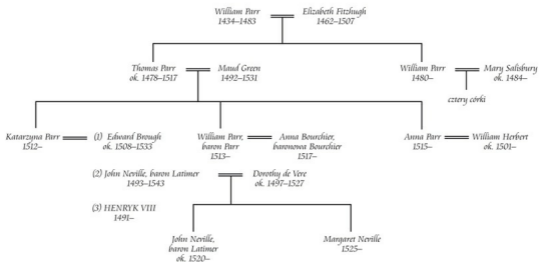 William Parr
1434–1483
Elizabeth Fitzhugh
1462–1507
Thomas Parr
ok. 1478–1517
Maud Green
1492–1531
William Parr
1480–
Mary Salisbury
ok. 1484–
cztery córki
Katarzyna Parr
1512–
(1) Edward Brough
ok. 1508–1533
William Parr,
baron Parr
1513–
Anna Bourchier,
baronowa Bourchier
1517–
Anna Parr
1515–
William Herbert
ok. 1501–
(2) John Neville, baron Latimer
1493–1543
Dorothy de Vere
ok. 1497–1527
(3) HENRYK VIII
1491–
John Neville,
baron Latimer
ok. 1520–
Margaret Neville
1525–